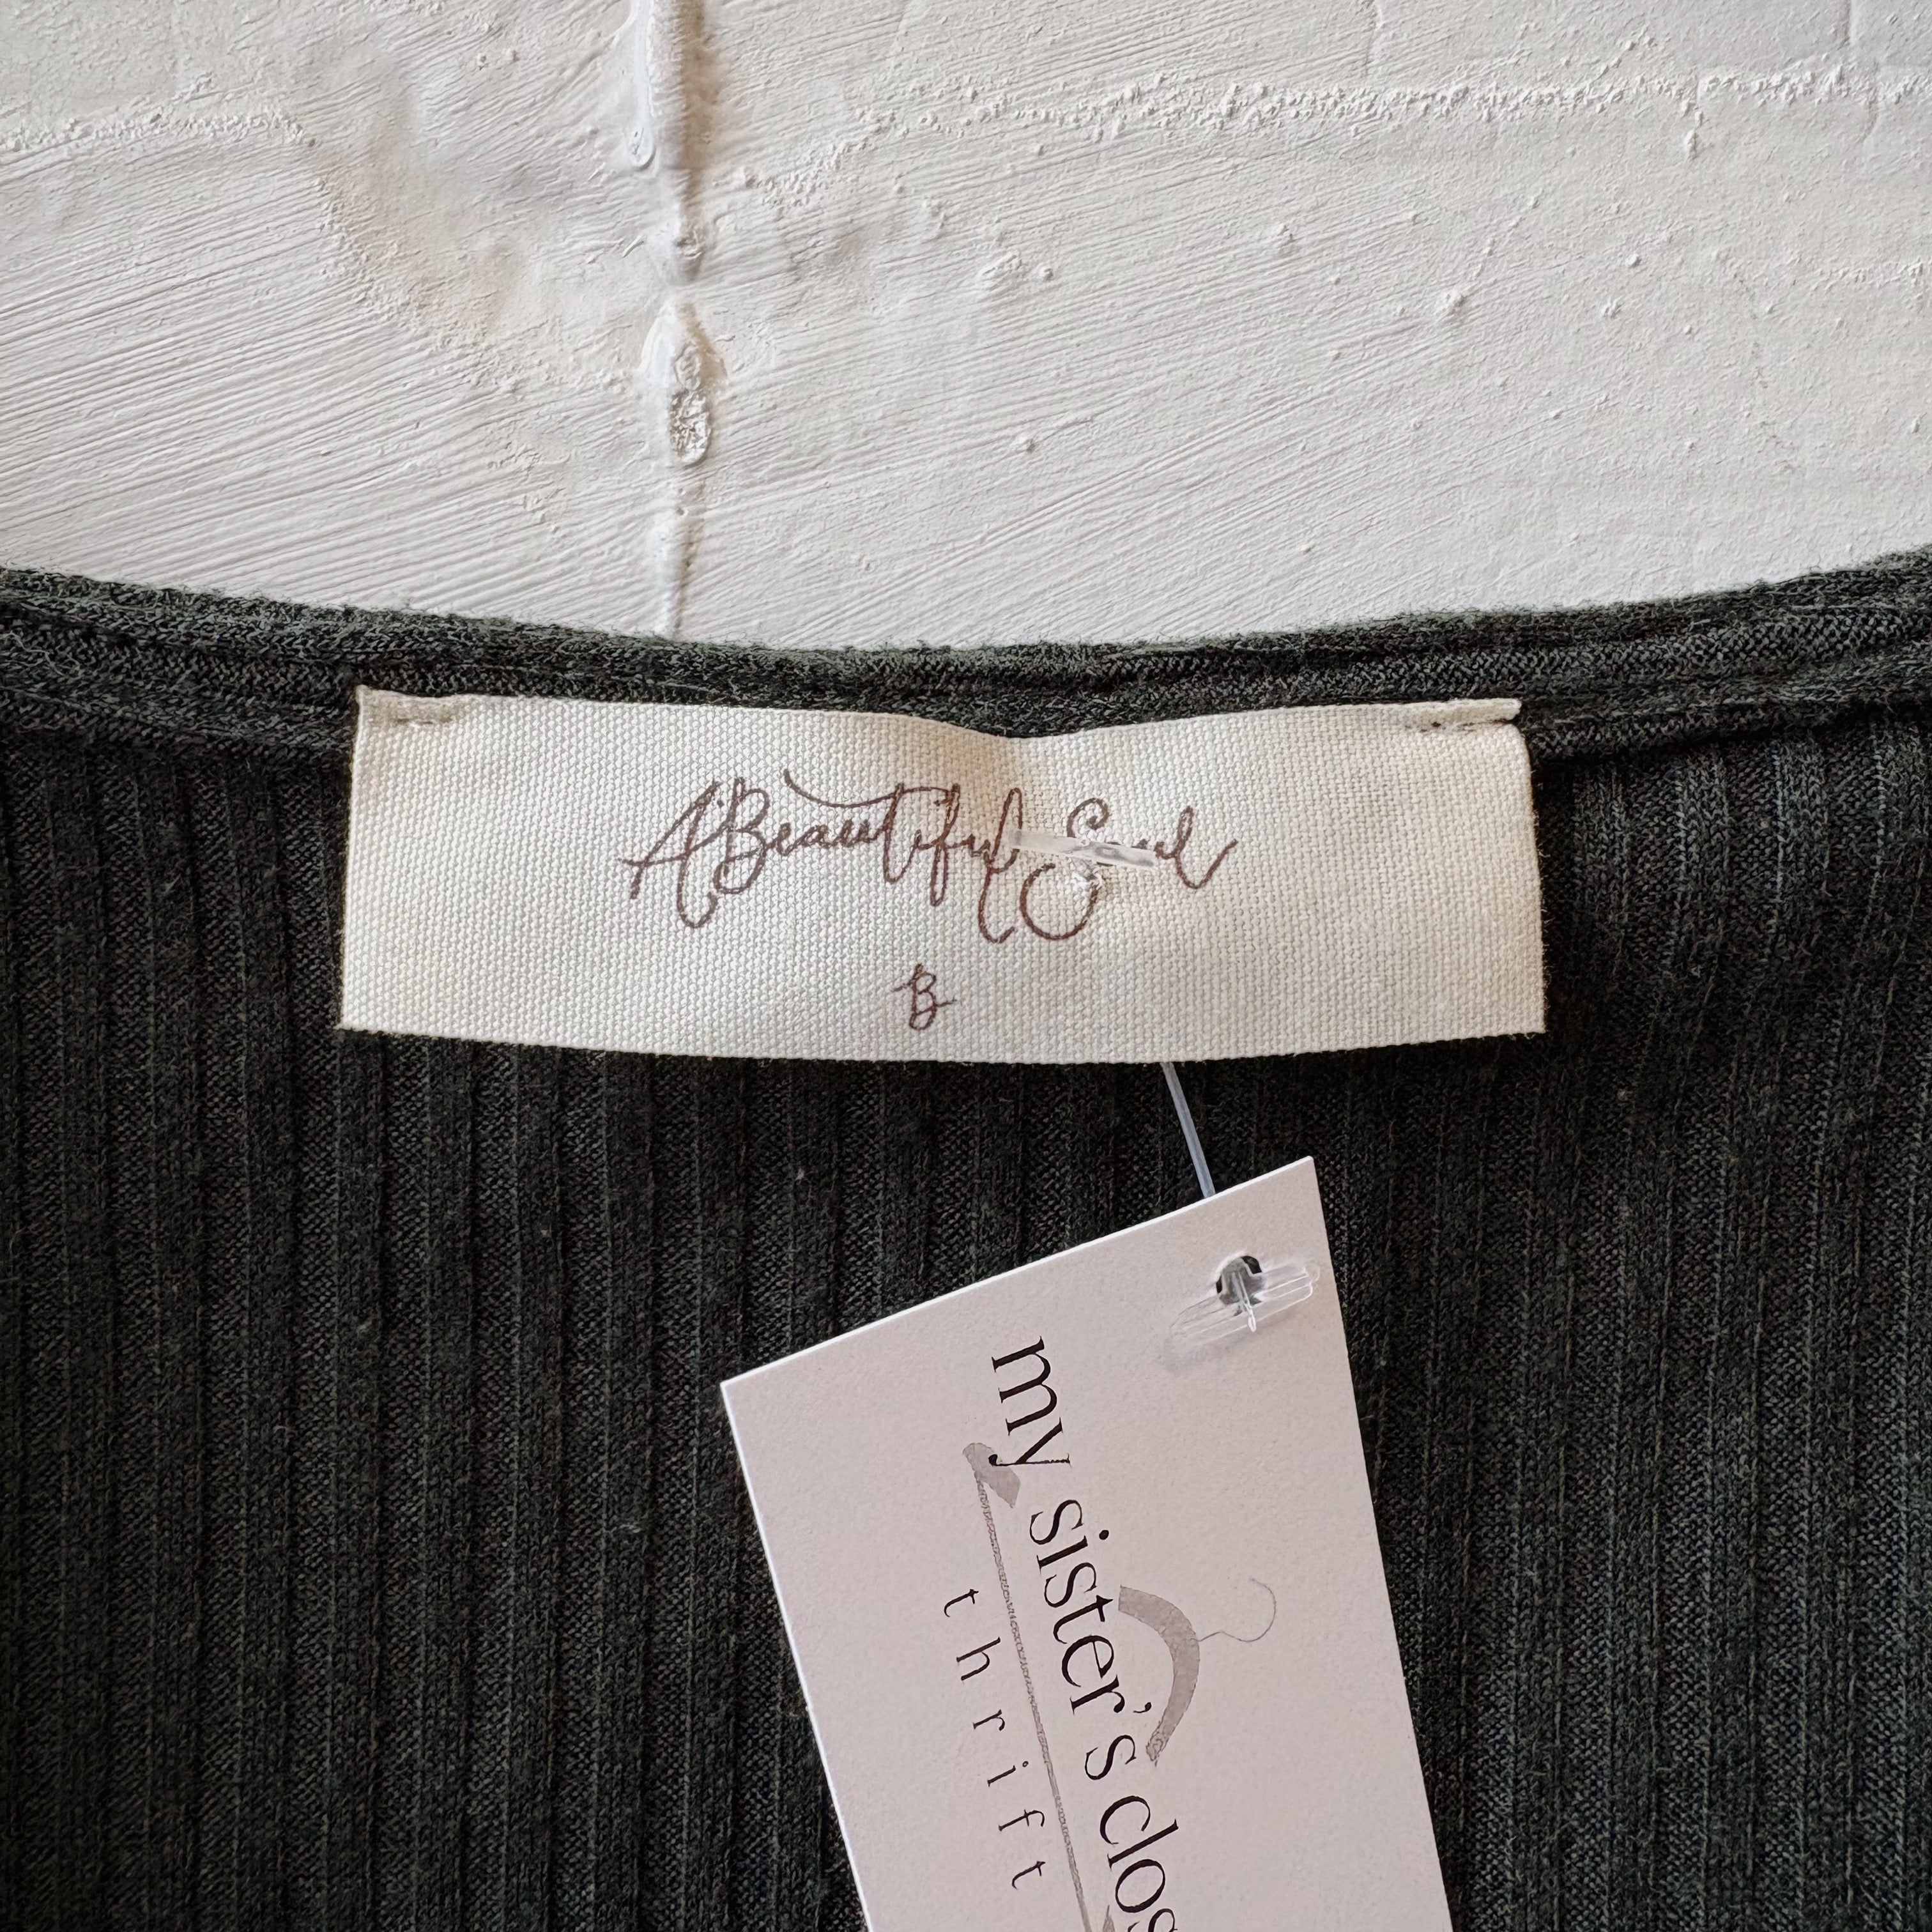 A Beautiful Soul
B
my sister's clos
thrift